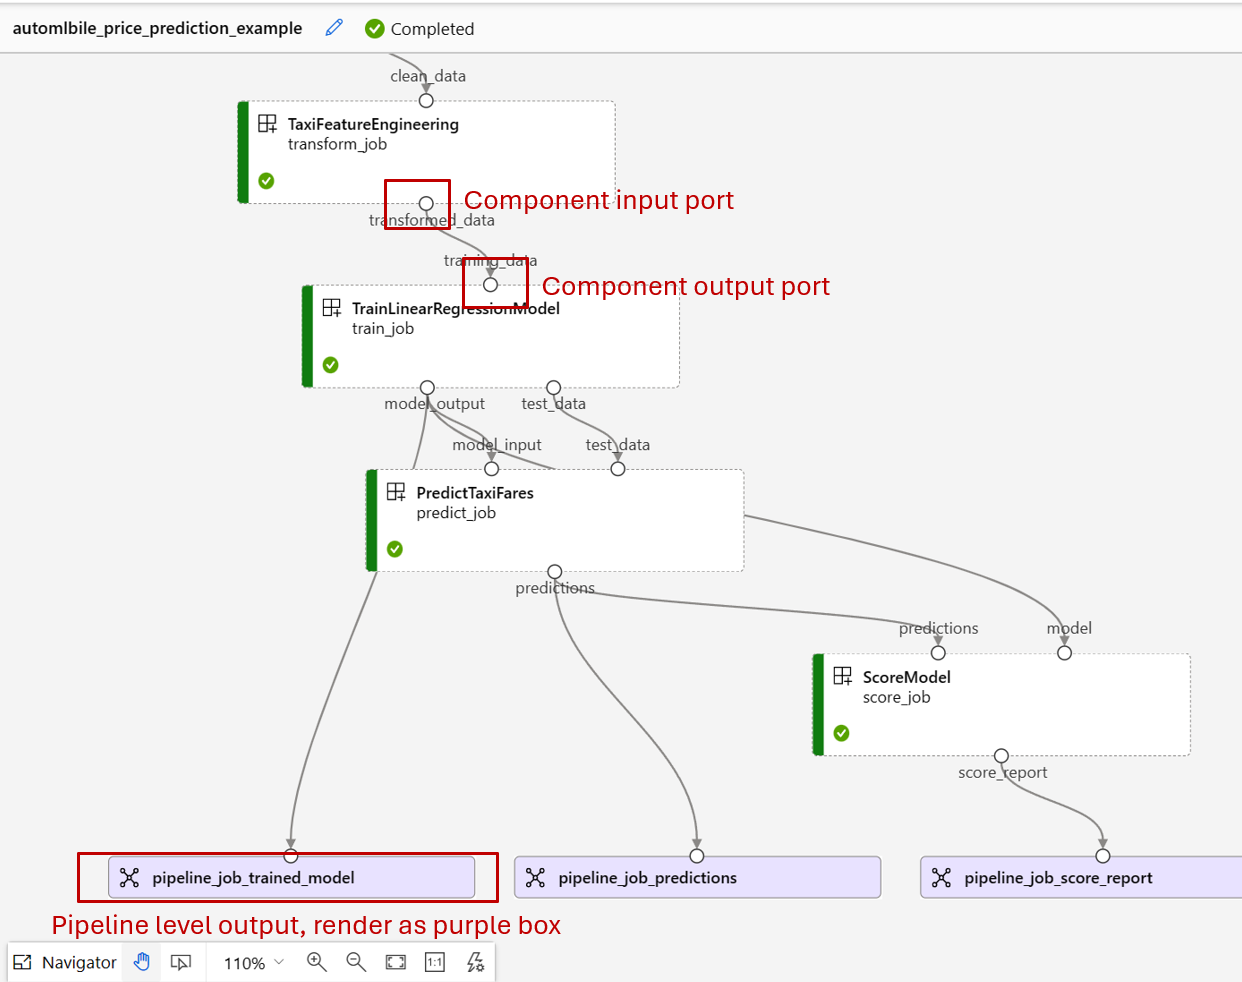 automlbile_price_prediction_example
Completed
clean_data
TaxiFeatureEngineering
transform_job
Component input port
transformed_data
training_data
Component output port
TrainLinearRegressionModel
train_job
model_output
test_data
model_input
test_data
PredictTaxiFares
predict_job
predictions
predictions
model
ScoreModel
score_job
score_report
pipeline_job_trained_model
pipeline_job_predictions
pipeline_job_score_report
Pipeline level output, render as purple box
Navigator
110%
1:1